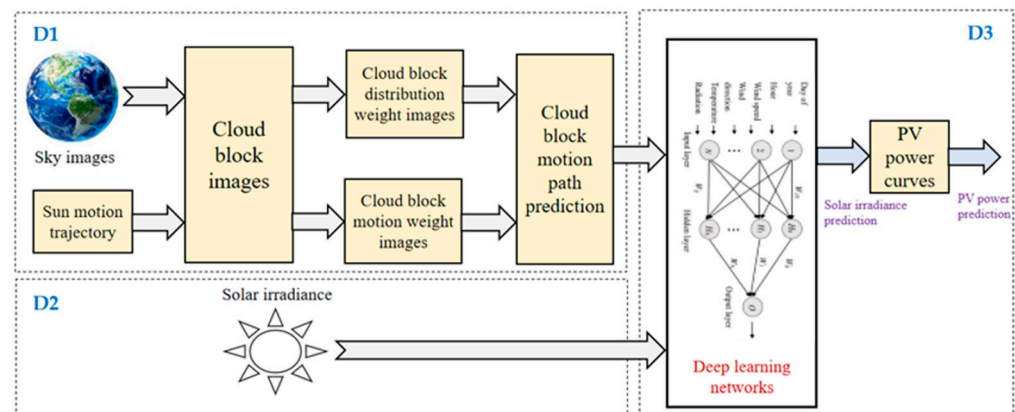 D1
Sky images
Sun motion
trajectory
Cloud
block
images
Cloud block
distribution
weight images
Cloud block
motion weight
images
Cloud
block
motion
path
prediction
D2
Solar irradiance
D3
Day of
year
Hour
Wind speed
Wind
direction
Temperature
Radiation
Input layer
N
...
2
1
Hidden layer
...
Output layer
O
Deep learning
networks
Solar irradiance
prediction
PV
power
curves
PV power
prediction